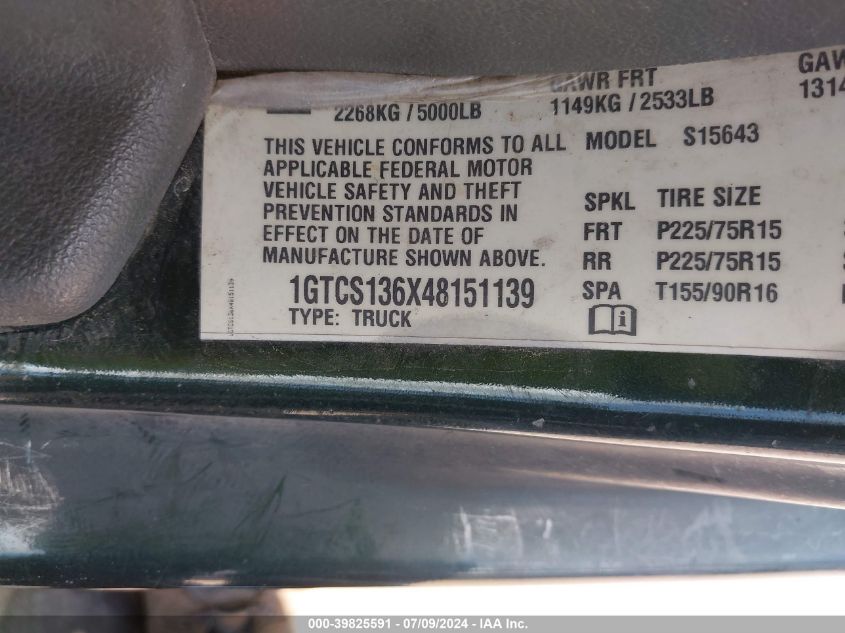 GAWR FRT
GAW
2268KG / 5000LB
1149KG / 2533LB
1314
THIS VEHICLE CONFORMS TO ALL
APPLICABLE FEDERAL MOTOR
VEHICLE SAFETY AND THEFT
PREVENTION STANDARDS IN
EFFECT ON THE DATE OF
MANUFACTURE SHOWN ABOVE.
1GTCS136X48151139
TYPE: TRUCK
MODEL S15643
SPKL TIRE SIZE
FRT P225/75R15
RR P225/75R15
SPA T155/90R16
1GTCS136X48151139
000-39825591 - 07/09/2024 - IAA Inc.